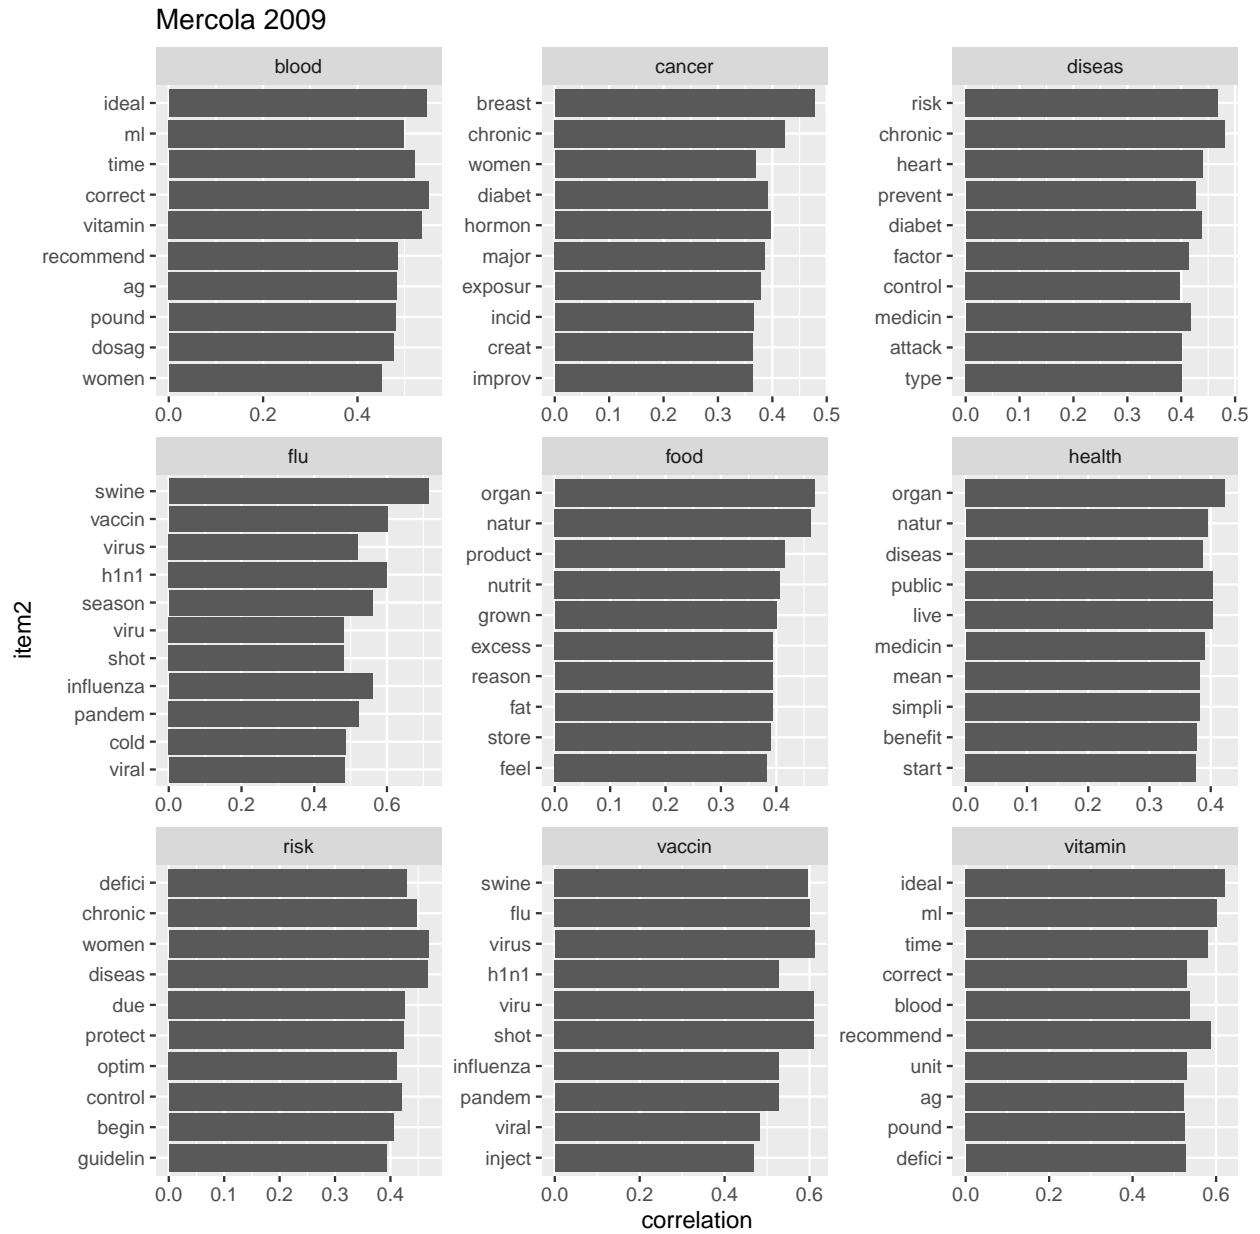 Mercola 2009
blood
ideal
ml
time
correct
vitamin
recommend
ag
pound
dosag
women
0.0 0.2 0.4
cancer
breast
chronic
women
diabet
hormon
major
exposur
incid
creat
improv
0.0 0.1 0.2 0.3 0.4 0.5
diseas
risk
chronic
heart
prevent
diabet
factor
control
medicin
attack
type
0.0 0.1 0.2 0.3 0.4 0.5
flu
swine
vaccin
virus
h1n1
season
viru
shot
influenza
pandem
cold
viral
0.0 0.2 0.4 0.6
food
organ
natur
product
nutrit
grown
excess
reason
fat
store
feel
0.0 0.1 0.2 0.3 0.4
health
organ
natur
diseas
public
live
medicin
mean
simpli
benefit
start
0.0 0.1 0.2 0.3 0.4
risk
defici
chronic
women
diseas
due
protect
optim
control
begin
guidelin
0.0 0.1 0.2 0.3 0.4
vaccin
swine
flu
virus
h1n1
viru
shot
influenza
pandem
viral
inject
0.0 0.2 0.4 0.6
vitamin
ideal
ml
time
correct
blood
recommend
unit
ag
pound
defici
0.0 0.2 0.4 0.6
item2
correlation